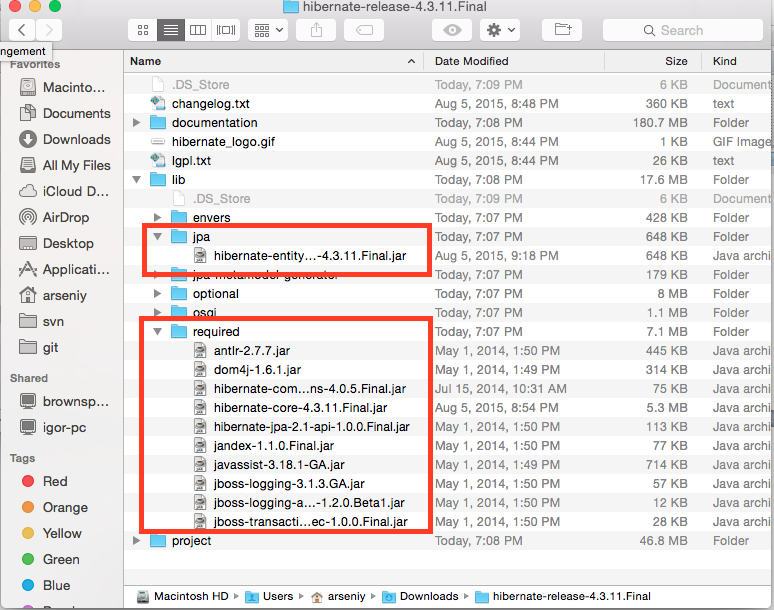 hibernate-release-4.3.11.Final
Search
ngement
Favorites
Macinto...
Documents
Downloads
All My Files
iCloud D...
AirDrop
Desktop
Applicati...
arseniy
svn
git
Shared
brownsp...
igor-pc
Tags
Red
Orange
Yellow
Green
Blue
Name Date Modified Size Kind
.DS_Store Today, 7:09 PM 6 KB Document
changelog.txt Aug 5, 2015, 8:48 PM 360 KB text
documentation Today, 7:08 PM 180.7 MB Folder
hibernate_logo.gif Aug 5, 2015, 8:44 PM 1 KB GIF Image
lgpl.txt Aug 5, 2015, 8:44 PM 26 KB text
lib Today, 7:08 PM 17.6 MB Folder
.DS_Store Today, 7:09 PM 6 KB Document
envers Today, 7:07 PM 428 KB Folder
jpa Today, 7:07 PM 648 KB Folder
hibernate-entity...-4.3.11.Final.jar Aug 5, 2015, 9:18 PM 648 KB Java archi
jpa-metamodel-generator Today, 7:07 PM 179 KB Folder
optional Today, 7:07 PM 8 MB Folder
osgi Today, 7:07 PM 1.1 MB Folder
required Today, 7:07 PM 7.1 MB Folder
antlr-2.7.7.jar May 1, 2014, 1:50 PM 445 KB Java archi
dom4j-1.6.1.jar May 1, 2014, 1:49 PM 314 KB Java archi
hibernate-com...ns-4.0.5.Final.jar Jul 15, 2014, 10:31 AM 75 KB Java archi
hibernate-core-4.3.11.Final.jar Aug 5, 2015, 8:54 PM 5.3 MB Java archi
hibernate-jpa-2.1-api-1.0.0.Final.jar May 1, 2014, 1:50 PM 113 KB Java archi
jandex-1.1.0.Final.jar May 1, 2014, 1:50 PM 77 KB Java archi
javassist-3.18.1-GA.jar May 1, 2014, 1:49 PM 714 KB Java archi
jboss-logging-3.1.3.GA.jar May 1, 2014, 1:50 PM 57 KB Java archi
jboss-logging-a...-1.2.0.Beta1.jar May 1, 2014, 1:50 PM 12 KB Java archi
jboss-transacti...ec-1.0.0.Final.jar May 1, 2014, 1:50 PM 28 KB Java archi
project Today, 7:08 PM 46.8 MB Folder
Macintosh HD Users arseniy Downloads hibernate-release-4.3.11.Final